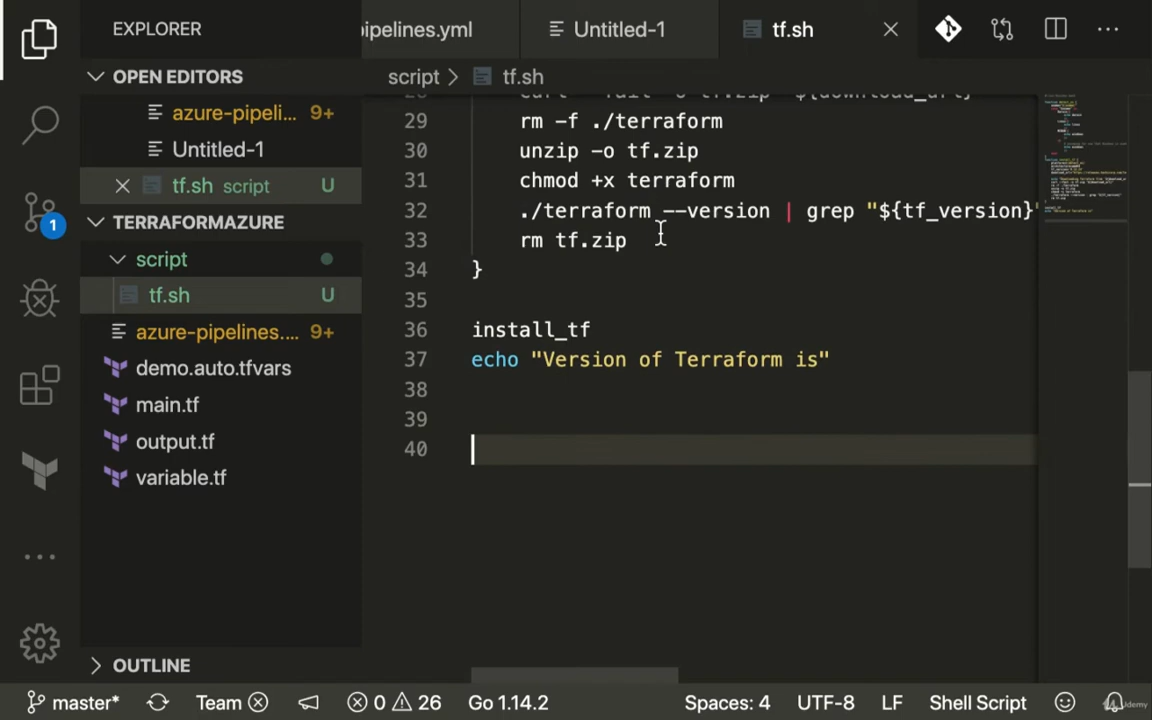 EXPLORER
ipelines.yml
Untitled-1
tf.sh
OPEN EDITORS
script > tf.sh
azure-pipeli... 9+
Untitled-1
tf.sh script U
TERRAFORMAZURE
script
tf.sh U
azure-pipelines.... 9+
demo.auto.tfvars
main.tf
output.tf
variable.tf
OUTLINE
29 rm -f ./terraform
30 unzip -o tf.zip
31 chmod +x terraform
32 ./terraform --version | grep "${tf_version}"
33 rm tf.zip
34 }
35
36 install_tf
37 echo "Version of Terraform is"
38
39
40
1
master*
Team
0
26
Go 1.14.2
Spaces: 4
UTF-8
LF
Shell Script
Udemy